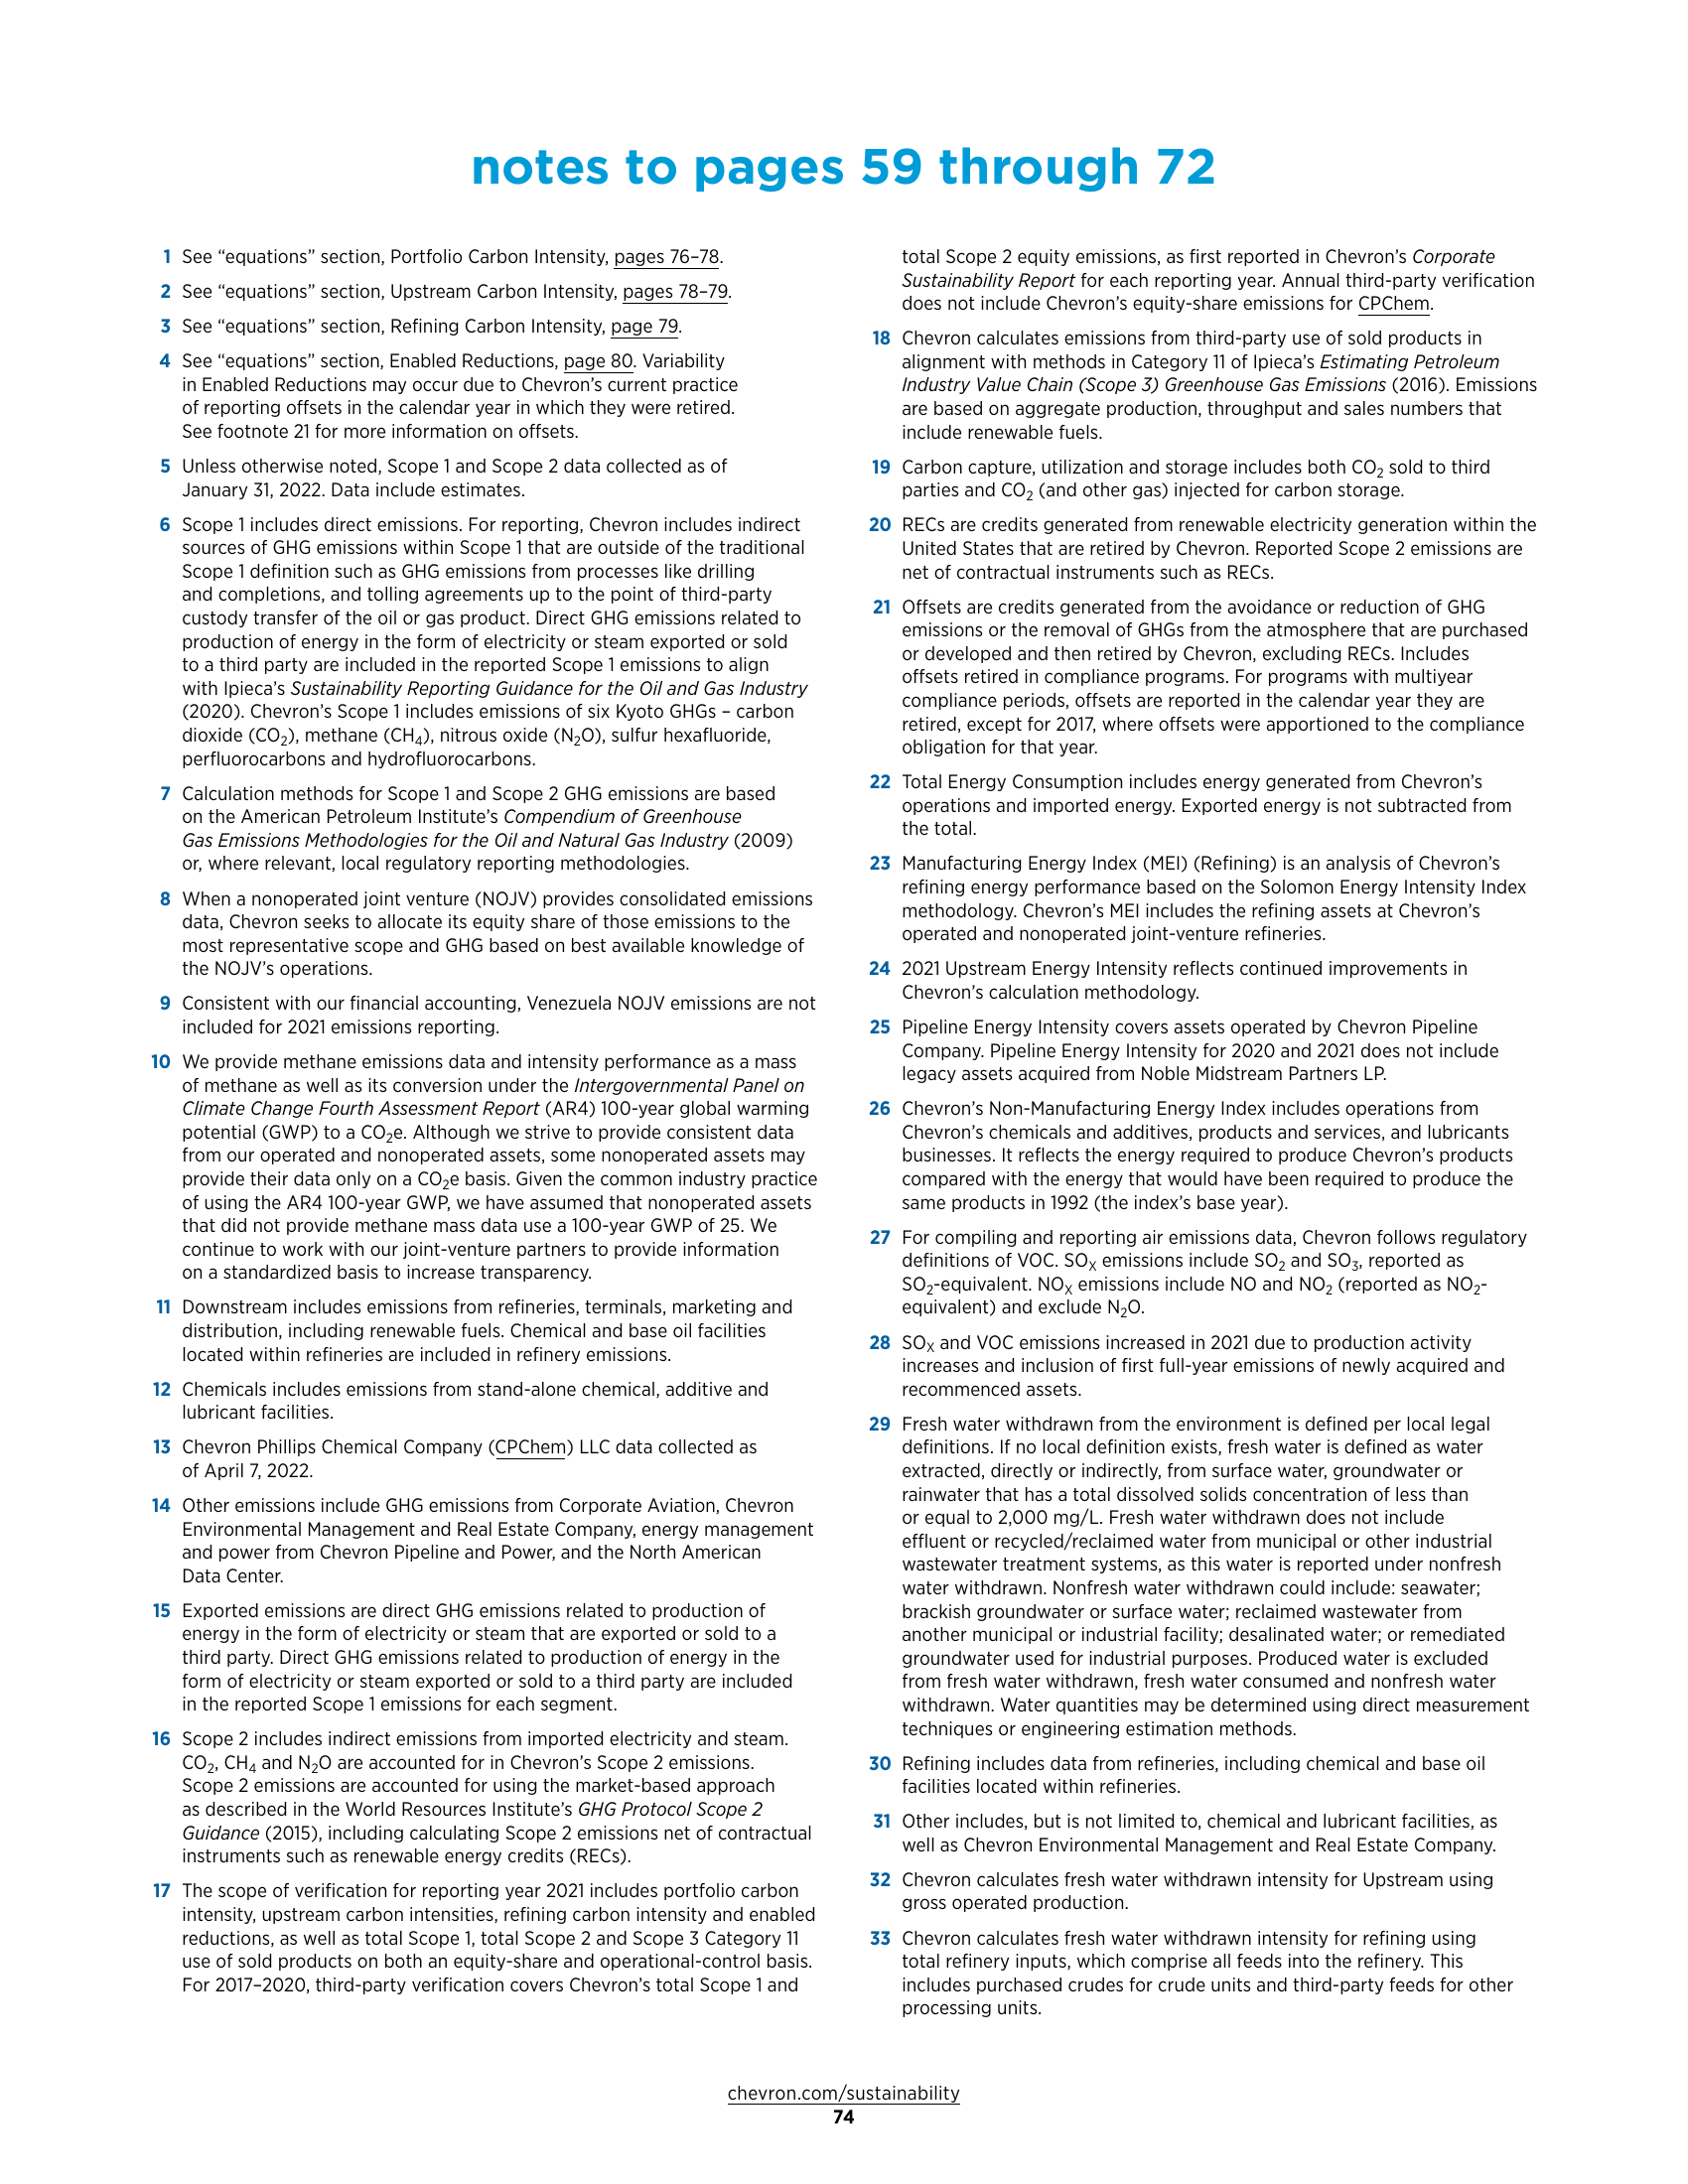 notes to pages 59 through 72
1 See “equations” section, Portfolio Carbon Intensity, pages 76–78.
2 See “equations” section, Upstream Carbon Intensity, pages 78–79.
3 See “equations” section, Refining Carbon Intensity, page 79.
4 See “equations” section, Enabled Reductions, page 80. Variability
in Enabled Reductions may occur due to Chevron’s current practice
of reporting offsets in the calendar year in which they were retired.
See footnote 21 for more information on offsets.
5 Unless otherwise noted, Scope 1 and Scope 2 data collected as of
January 31, 2022. Data include estimates.
6 Scope 1 includes direct emissions. For reporting, Chevron includes indirect
sources of GHG emissions within Scope 1 that are outside of the traditional
Scope 1 definition such as GHG emissions from processes like drilling
and completions, and tolling agreements up to the point of third-party
custody transfer of the oil or gas product. Direct GHG emissions related to
production of energy in the form of electricity or steam exported or sold
to a third party are included in the reported Scope 1 emissions to align
with Ipieca’s Sustainability Reporting Guidance for the Oil and Gas Industry
(2020). Chevron’s Scope 1 includes emissions of six Kyoto GHGs – carbon
dioxide (CO₂), methane (CH₄), nitrous oxide (N₂O), sulfur hexafluoride,
perfluorocarbons and hydrofluorocarbons.
7 Calculation methods for Scope 1 and Scope 2 GHG emissions are based
on the American Petroleum Institute’s Compendium of Greenhouse
Gas Emissions Methodologies for the Oil and Natural Gas Industry (2009)
or, where relevant, local regulatory reporting methodologies.
8 When a nonoperated joint venture (NOJV) provides consolidated emissions
data, Chevron seeks to allocate its equity share of those emissions to the
most representative scope and GHG based on best available knowledge of
the NOJV’s operations.
9 Consistent with our financial accounting, Venezuela NOJV emissions are not
included for 2021 emissions reporting.
10 We provide methane emissions data and intensity performance as a mass
of methane as well as its conversion under the Intergovernmental Panel on
Climate Change Fourth Assessment Report (AR4) 100-year global warming
potential (GWP) to a CO₂e. Although we strive to provide consistent data
from our operated and nonoperated assets, some nonoperated assets may
provide their data only on a CO₂e basis. Given the common industry practice
of using the AR4 100-year GWP, we have assumed that nonoperated assets
that did not provide methane mass data use a 100-year GWP of 25. We
continue to work with our joint-venture partners to provide information
on a standardized basis to increase transparency.
11 Downstream includes emissions from refineries, terminals, marketing and
distribution, including renewable fuels. Chemical and base oil facilities
located within refineries are included in refinery emissions.
12 Chemicals includes emissions from stand-alone chemical, additive and
lubricant facilities.
13 Chevron Phillips Chemical Company (CPChem) LLC data collected as
of April 7, 2022.
14 Other emissions include GHG emissions from Corporate Aviation, Chevron
Environmental Management and Real Estate Company, energy management
and power from Chevron Pipeline and Power, and the North American
Data Center.
15 Exported emissions are direct GHG emissions related to production of
energy in the form of electricity or steam that are exported or sold to a
third party. Direct GHG emissions related to production of energy in the
form of electricity or steam exported or sold to a third party are included
in the reported Scope 1 emissions for each segment.
16 Scope 2 includes indirect emissions from imported electricity and steam.
CO₂, CH₄ and N₂O are accounted for in Chevron’s Scope 2 emissions.
Scope 2 emissions are accounted for using the market-based approach
as described in the World Resources Institute’s GHG Protocol Scope 2
Guidance (2015), including calculating Scope 2 emissions net of contractual
instruments such as renewable energy credits (RECs).
17 The scope of verification for reporting year 2021 includes portfolio carbon
intensity, upstream carbon intensities, refining carbon intensity and enabled
reductions, as well as total Scope 1, total Scope 2 and Scope 3 Category 11
use of sold products on both an equity-share and operational-control basis.
For 2017–2020, third-party verification covers Chevron’s total Scope 1 and
total Scope 2 equity emissions, as first reported in Chevron’s Corporate
Sustainability Report for each reporting year. Annual third-party verification
does not include Chevron’s equity-share emissions for CPChem.
18 Chevron calculates emissions from third-party use of sold products in
alignment with methods in Category 11 of Ipieca’s Estimating Petroleum
Industry Value Chain (Scope 3) Greenhouse Gas Emissions (2016). Emissions
are based on aggregate production, throughput and sales numbers that
include renewable fuels.
19 Carbon capture, utilization and storage includes both CO₂ sold to third
parties and CO₂ (and other gas) injected for carbon storage.
20 RECs are credits generated from renewable electricity generation within the
United States that are retired by Chevron. Reported Scope 2 emissions are
net of contractual instruments such as RECs.
21 Offsets are credits generated from the avoidance or reduction of GHG
emissions or the removal of GHGs from the atmosphere that are purchased
or developed and then retired by Chevron, excluding RECs. Includes
offsets retired in compliance programs. For programs with multiyear
compliance periods, offsets are reported in the calendar year they are
retired, except for 2017, where offsets were apportioned to the compliance
obligation for that year.
22 Total Energy Consumption includes energy generated from Chevron’s
operations and imported energy. Exported energy is not subtracted from
the total.
23 Manufacturing Energy Index (MEI) (Refining) is an analysis of Chevron’s
refining energy performance based on the Solomon Energy Intensity Index
methodology. Chevron’s MEI includes the refining assets at Chevron’s
operated and nonoperated joint-venture refineries.
24 2021 Upstream Energy Intensity reflects continued improvements in
Chevron’s calculation methodology.
25 Pipeline Energy Intensity covers assets operated by Chevron Pipeline
Company. Pipeline Energy Intensity for 2020 and 2021 does not include
legacy assets acquired from Noble Midstream Partners LP.
26 Chevron’s Non-Manufacturing Energy Index includes operations from
Chevron’s chemicals and additives, products and services, and lubricants
businesses. It reflects the energy required to produce Chevron’s products
compared with the energy that would have been required to produce the
same products in 1992 (the index’s base year).
27 For compiling and reporting air emissions data, Chevron follows regulatory
definitions of VOC. SOₓ emissions include SO₂ and SO₃, reported as
SO₂-equivalent. NOₓ emissions include NO and NO₂ (reported as NO₂-
equivalent) and exclude N₂O.
28 SOₓ and VOC emissions increased in 2021 due to production activity
increases and inclusion of first full-year emissions of newly acquired and
recommenced assets.
29 Fresh water withdrawn from the environment is defined per local legal
definitions. If no local definition exists, fresh water is defined as water
extracted, directly or indirectly, from surface water, groundwater or
rainwater that has a total dissolved solids concentration of less than
or equal to 2,000 mg/L. Fresh water withdrawn does not include
effluent or recycled/reclaimed water from municipal or other industrial
wastewater treatment systems, as this water is reported under nonfresh
water withdrawn. Nonfresh water withdrawn could include: seawater;
brackish groundwater or surface water; reclaimed wastewater from
another municipal or industrial facility; desalinated water; or remediated
groundwater used for industrial purposes. Produced water is excluded
from fresh water withdrawn, fresh water consumed and nonfresh water
withdrawn. Water quantities may be determined using direct measurement
techniques or engineering estimation methods.
30 Refining includes data from refineries, including chemical and base oil
facilities located within refineries.
31 Other includes, but is not limited to, chemical and lubricant facilities, as
well as Chevron Environmental Management and Real Estate Company.
32 Chevron calculates fresh water withdrawn intensity for Upstream using
gross operated production.
33 Chevron calculates fresh water withdrawn intensity for refining using
total refinery inputs, which comprise all feeds into the refinery. This
includes purchased crudes for crude units and third-party feeds for other
processing units.
chevron.com/sustainability
74